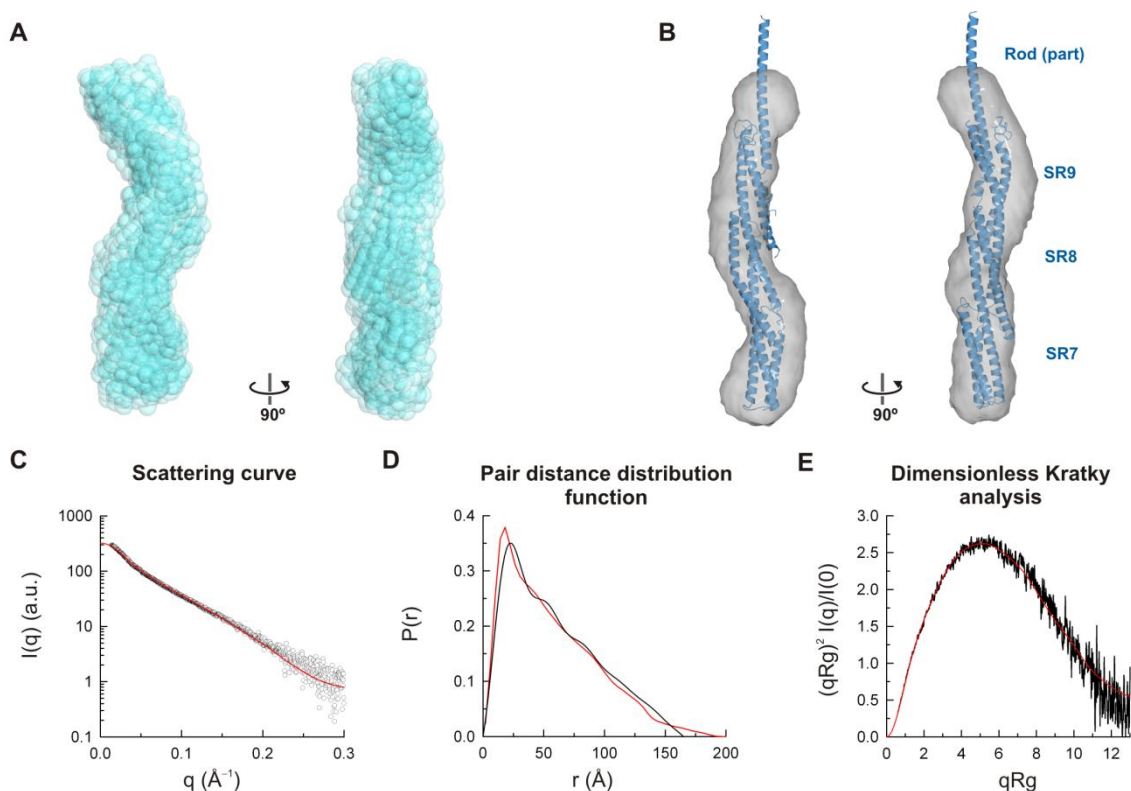 A
B
Rod (part)
SR9
SR8
SR7
90º
90º
C
Scattering curve
1000
100
10
1
0.1
I(q) (a.u.)
0.0
0.1
0.2
0.3
q (Å⁻¹)
D
Pair distance distribution
function
0.4
0.3
0.2
0.1
0.0
P(r)
0
50
100
150
200
r (Å)
E
Dimensionless Kratky
analysis
3.0
2.5
2.0
1.5
1.0
0.5
0.0
(qRg)² I(q)/I(0)
0
2
4
6
8
10
12
qRg